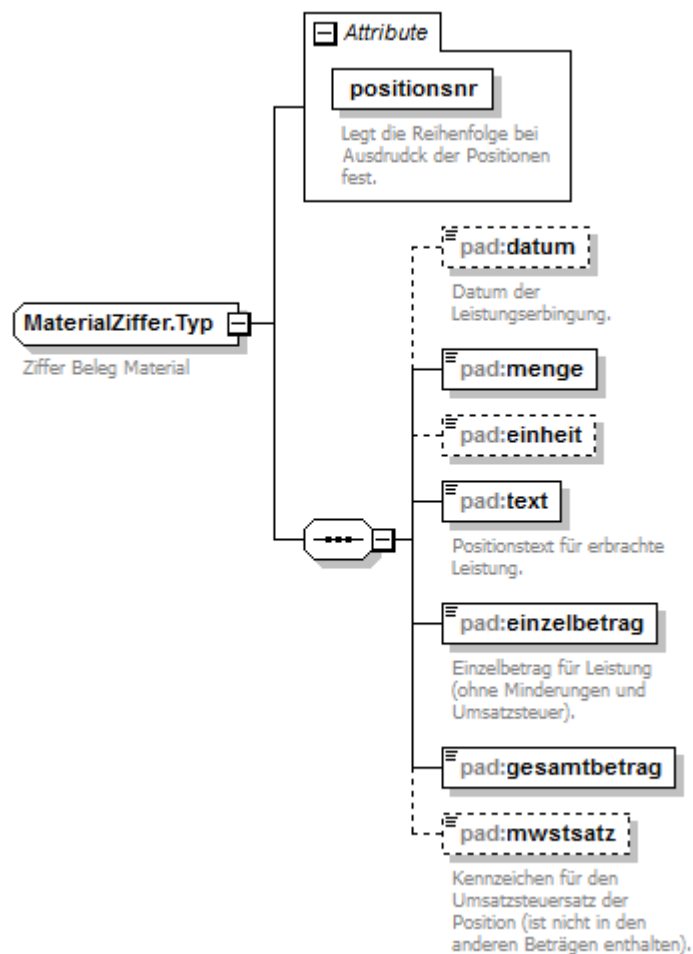 Attribute
positionsnr
Legt die Reihenfolge bei
Ausdrudck der Positionen
fest.
pad:datum
Datum der
Leistungserbingung.
MaterialZiffer.Typ
Ziffer Beleg Material
pad:menge
pad:einheit
pad:text
Positionstext für erbrachte
Leistung.
pad:einzelbetrag
Einzelbetrag für Leistung
(ohne Minderungen und
Umsatzsteuer).
pad:gesamtbetrag
pad:mwstsatz
Kennzeichen für den
Umsatzsteuersatz der
Position (ist nicht in den
anderen Beträgen enthalten).